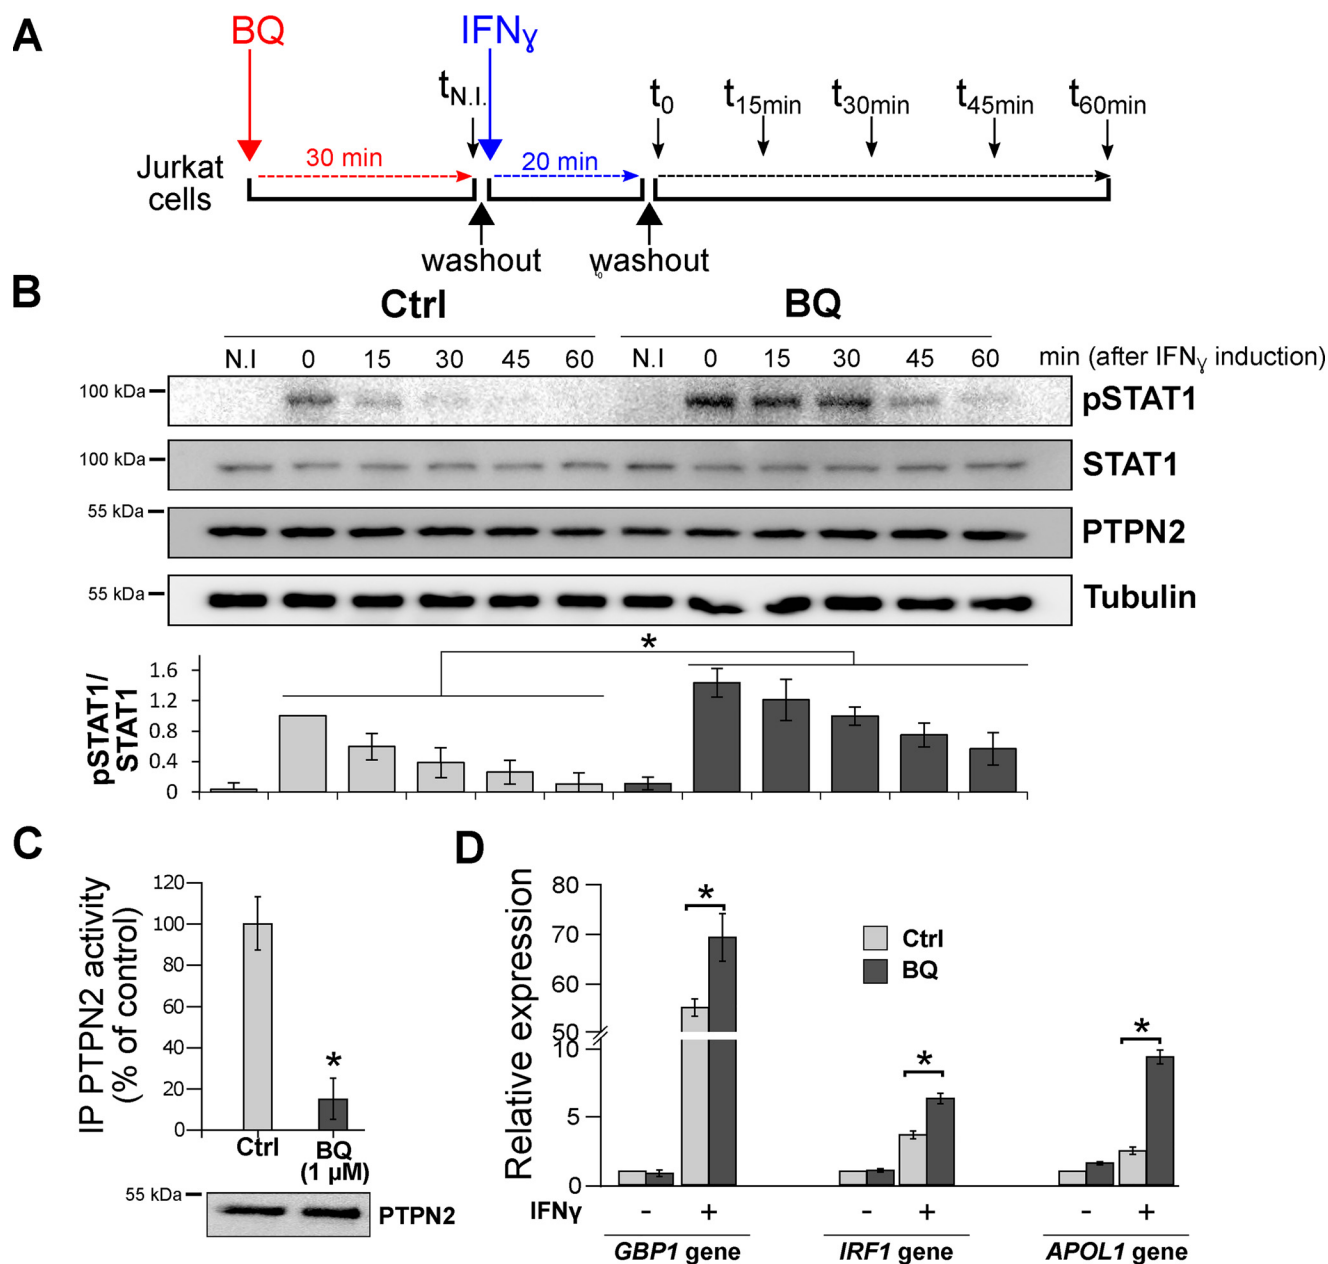 A
BQ
IFNɣ
tN.I.
t0
t15min
t30min
t45min
t60min
30 min
20 min
Jurkat
cells
washout
washout
t0
B
Ctrl
BQ
N.I 0 15 30 45 60 N.I 0 15 30 45 60 min (after IFNɣ induction)
100 kDa
pSTAT1
100 kDa
STAT1
55 kDa
PTPN2
55 kDa
Tubulin
*
pSTAT1/
STAT1
1.6
1.2
0.8
0.4
0
C
IP PTPN2 activity
(% of control)
120
100
80
60
40
20
0
*
Ctrl
BQ
(1 µM)
55 kDa
PTPN2
D
Relative expression
80
70
60
50
10
5
0
*
*
*
Ctrl
BQ
IFNɣ - + - + - +
GBP1 gene
IRF1 gene
APOL1 gene